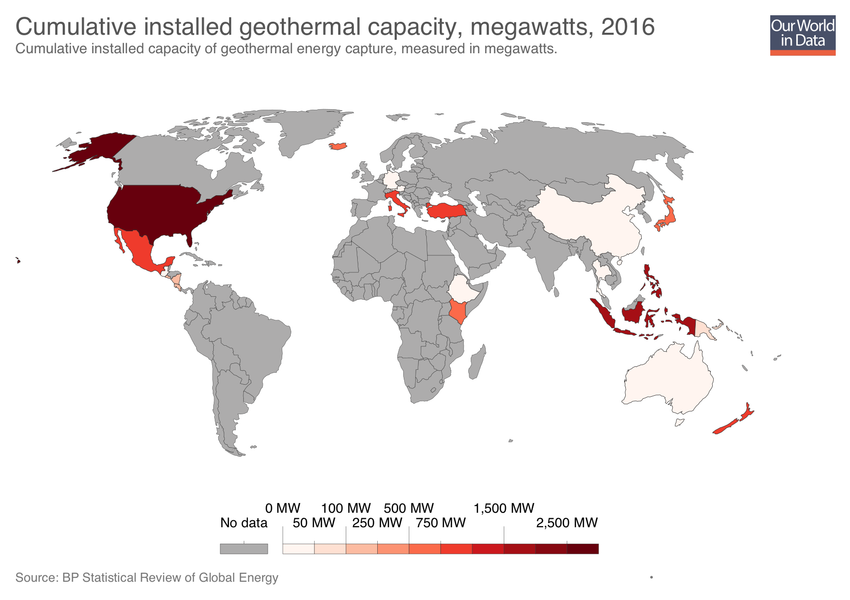 Cumulative installed geothermal capacity, megawatts, 2016
Cumulative installed capacity of geothermal energy capture, measured in megawatts.
Our World
in Data
0 MW 100 MW 500 MW 1,500 MW
No data 50 MW 250 MW 750 MW 2,500 MW
Source: BP Statistical Review of Global Energy